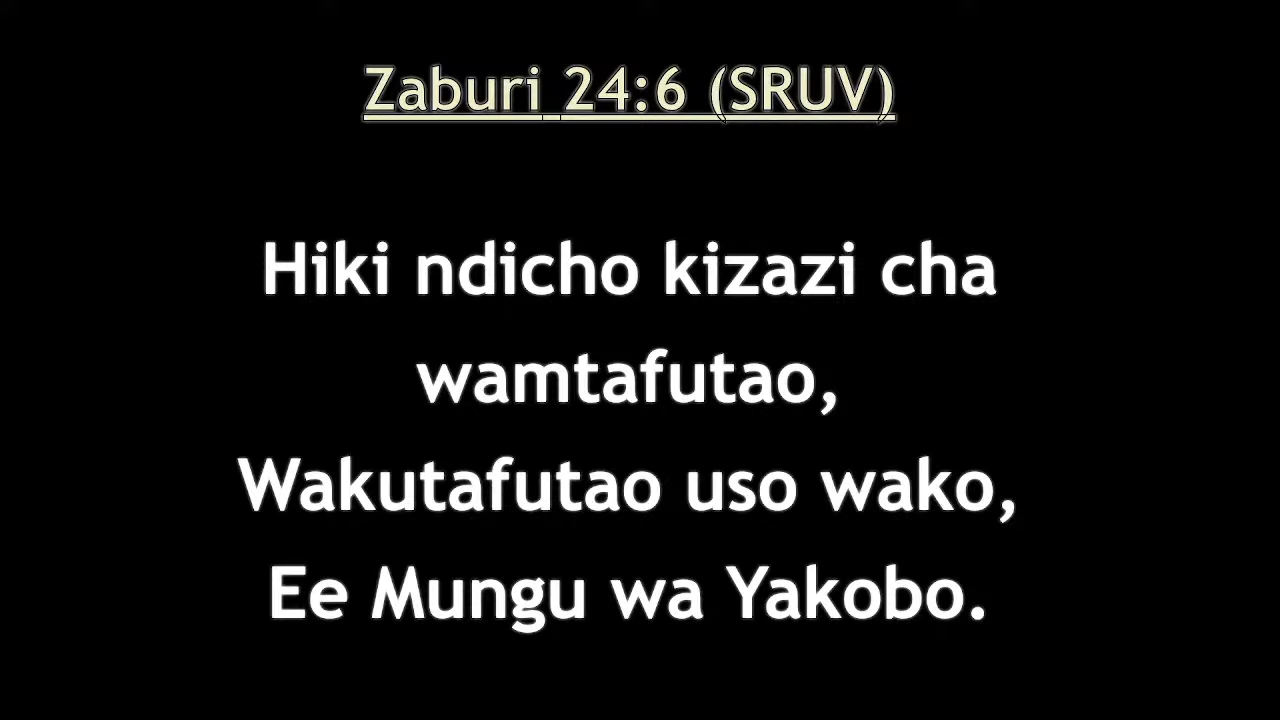 Zaburi 24:6 (SRUV)
Hiki ndicho kizazi cha
wamtafutao,
Wakutafutao uso wako,
Ee Mungu wa Yakobo.